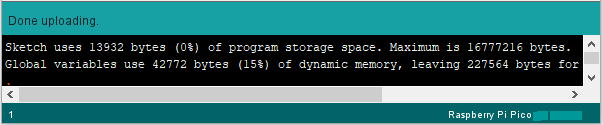 Done uploading.
Sketch uses 13932 bytes (0%) of program storage space. Maximum is 16777216 bytes.
Global variables use 42772 bytes (15%) of dynamic memory, leaving 227564 bytes for
1
Raspberry Pi Pico